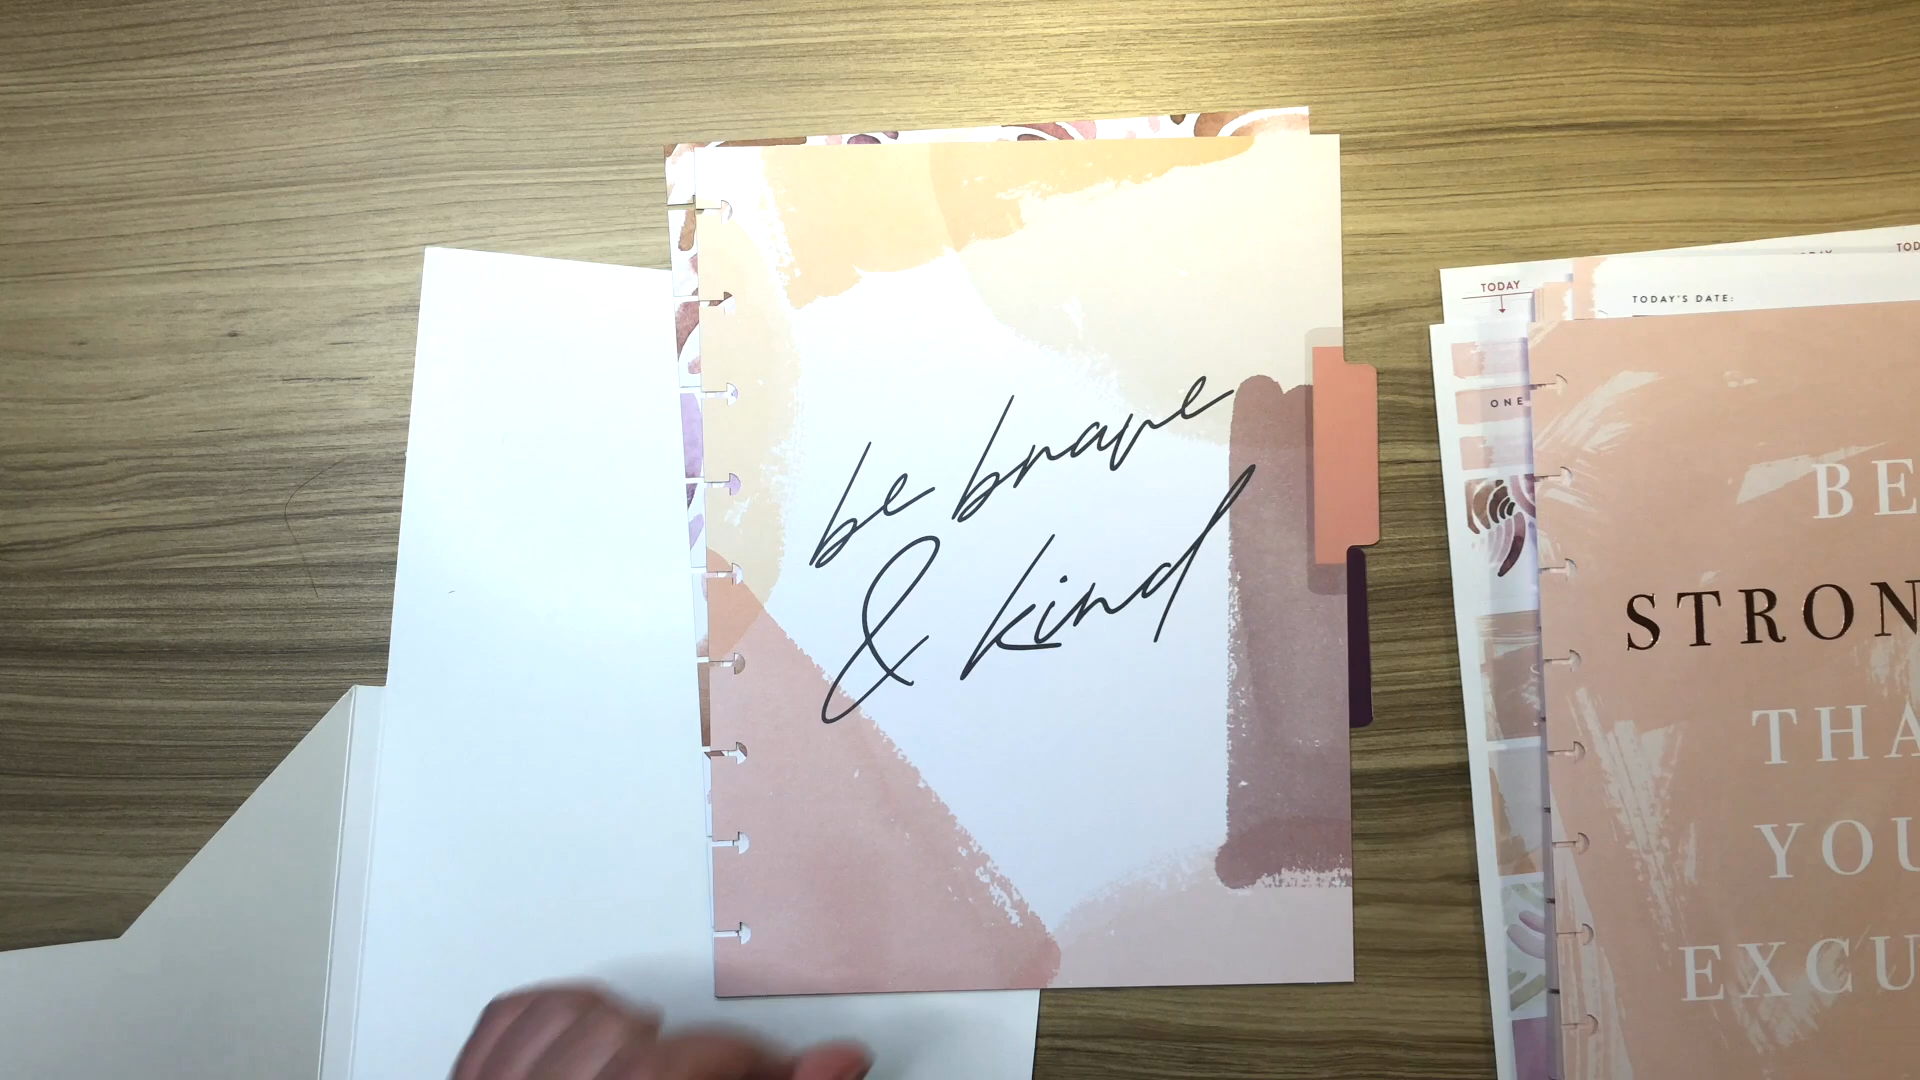 be brave
& kind
TODAY
TODAY'S DATE:
ONE
BE
STRON
THA
YOU
EXCU